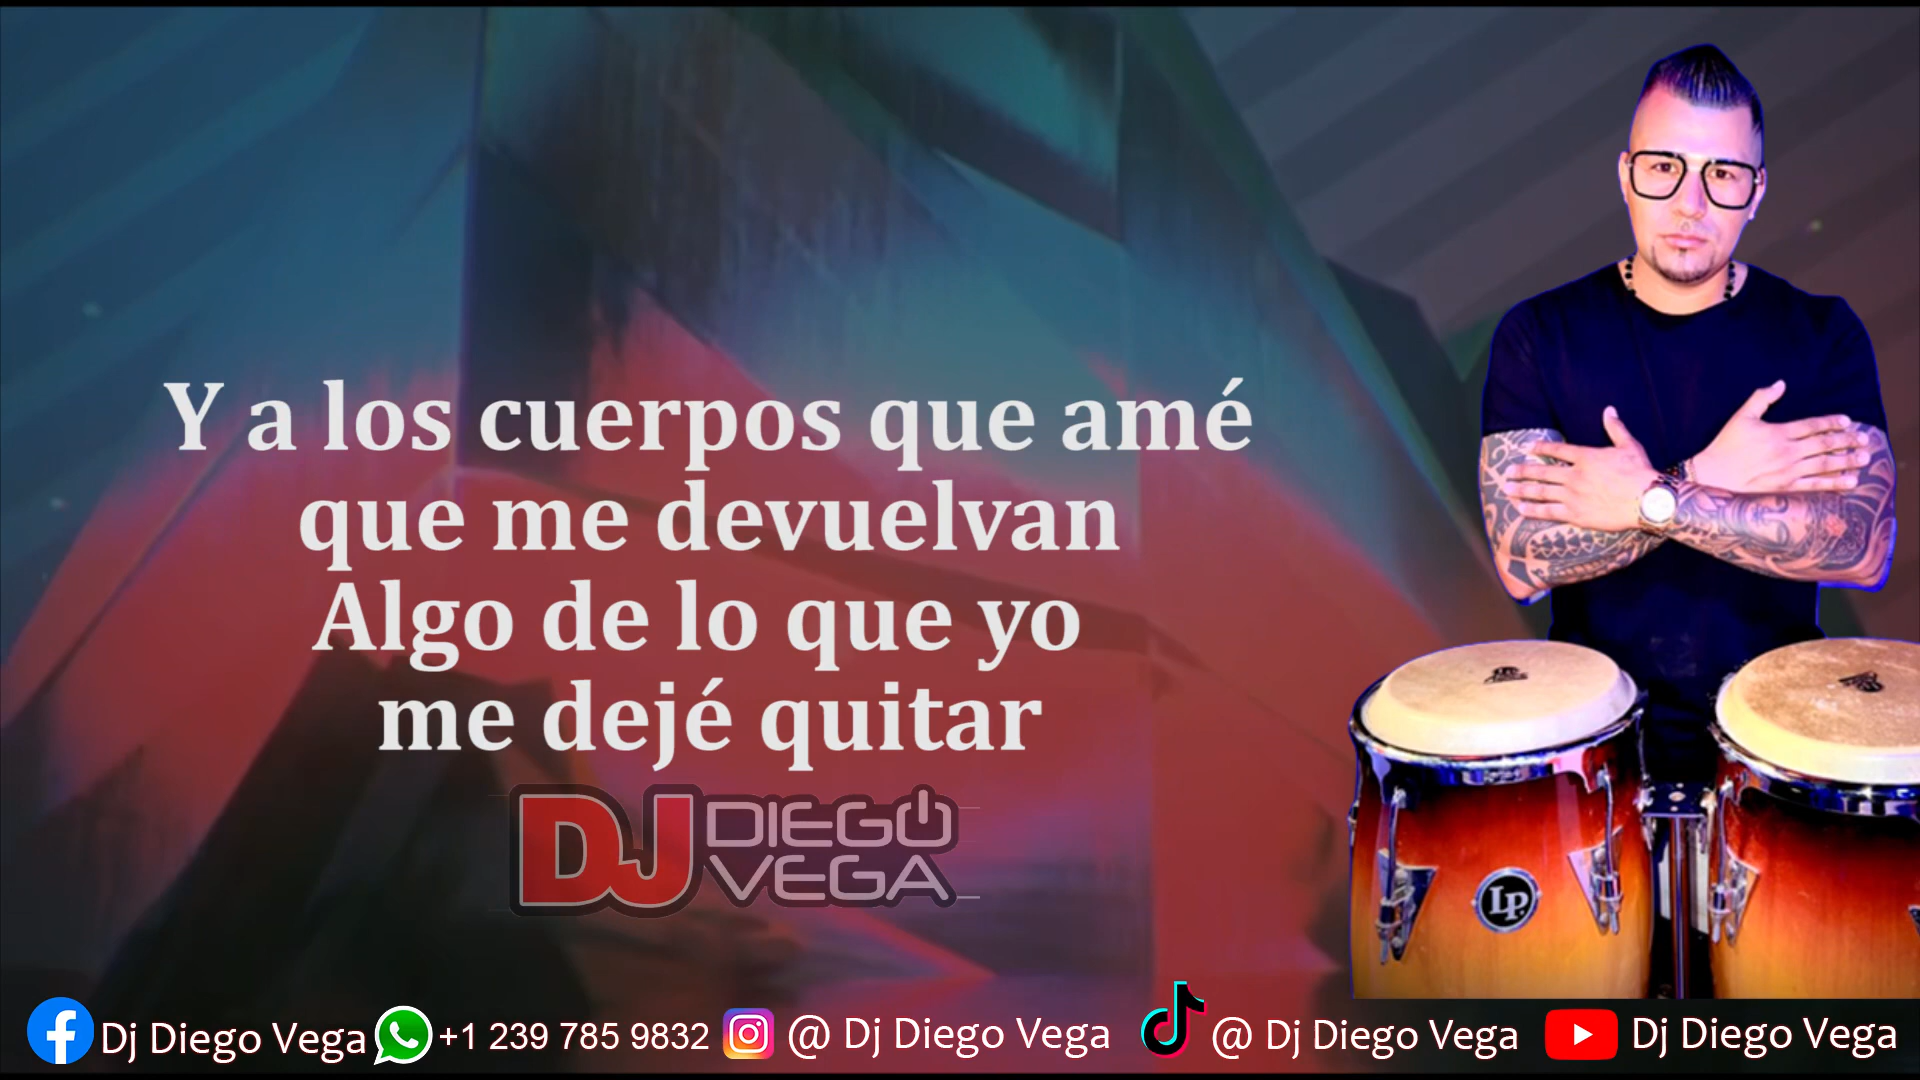 Y a los cuerpos que amé
que me devuelvan
Algo de lo que yo
me dejé quitar
DJ DIEGO VEGA
LP
Dj Diego Vega +1 239 785 9832 @ Dj Diego Vega @ Dj Diego Vega Dj Diego Vega